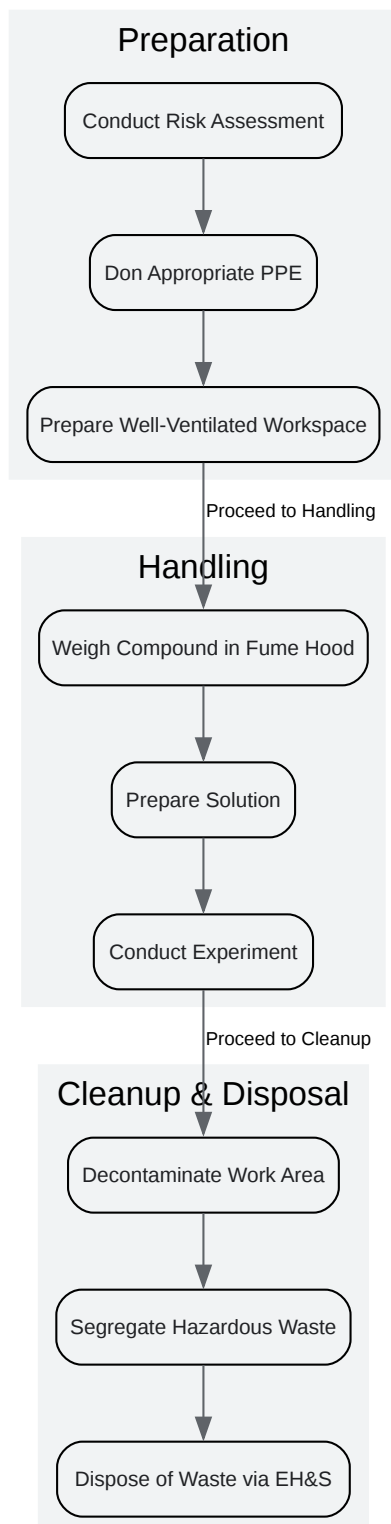 Preparation
Conduct Risk Assessment
Don Appropriate PPE
Prepare Well-Ventilated Workspace
Proceed to Handling
Handling
Weigh Compound in Fume Hood
Prepare Solution
Conduct Experiment
Proceed to Cleanup
Cleanup & Disposal
Decontaminate Work Area
Segregate Hazardous Waste
Dispose of Waste via EH&S